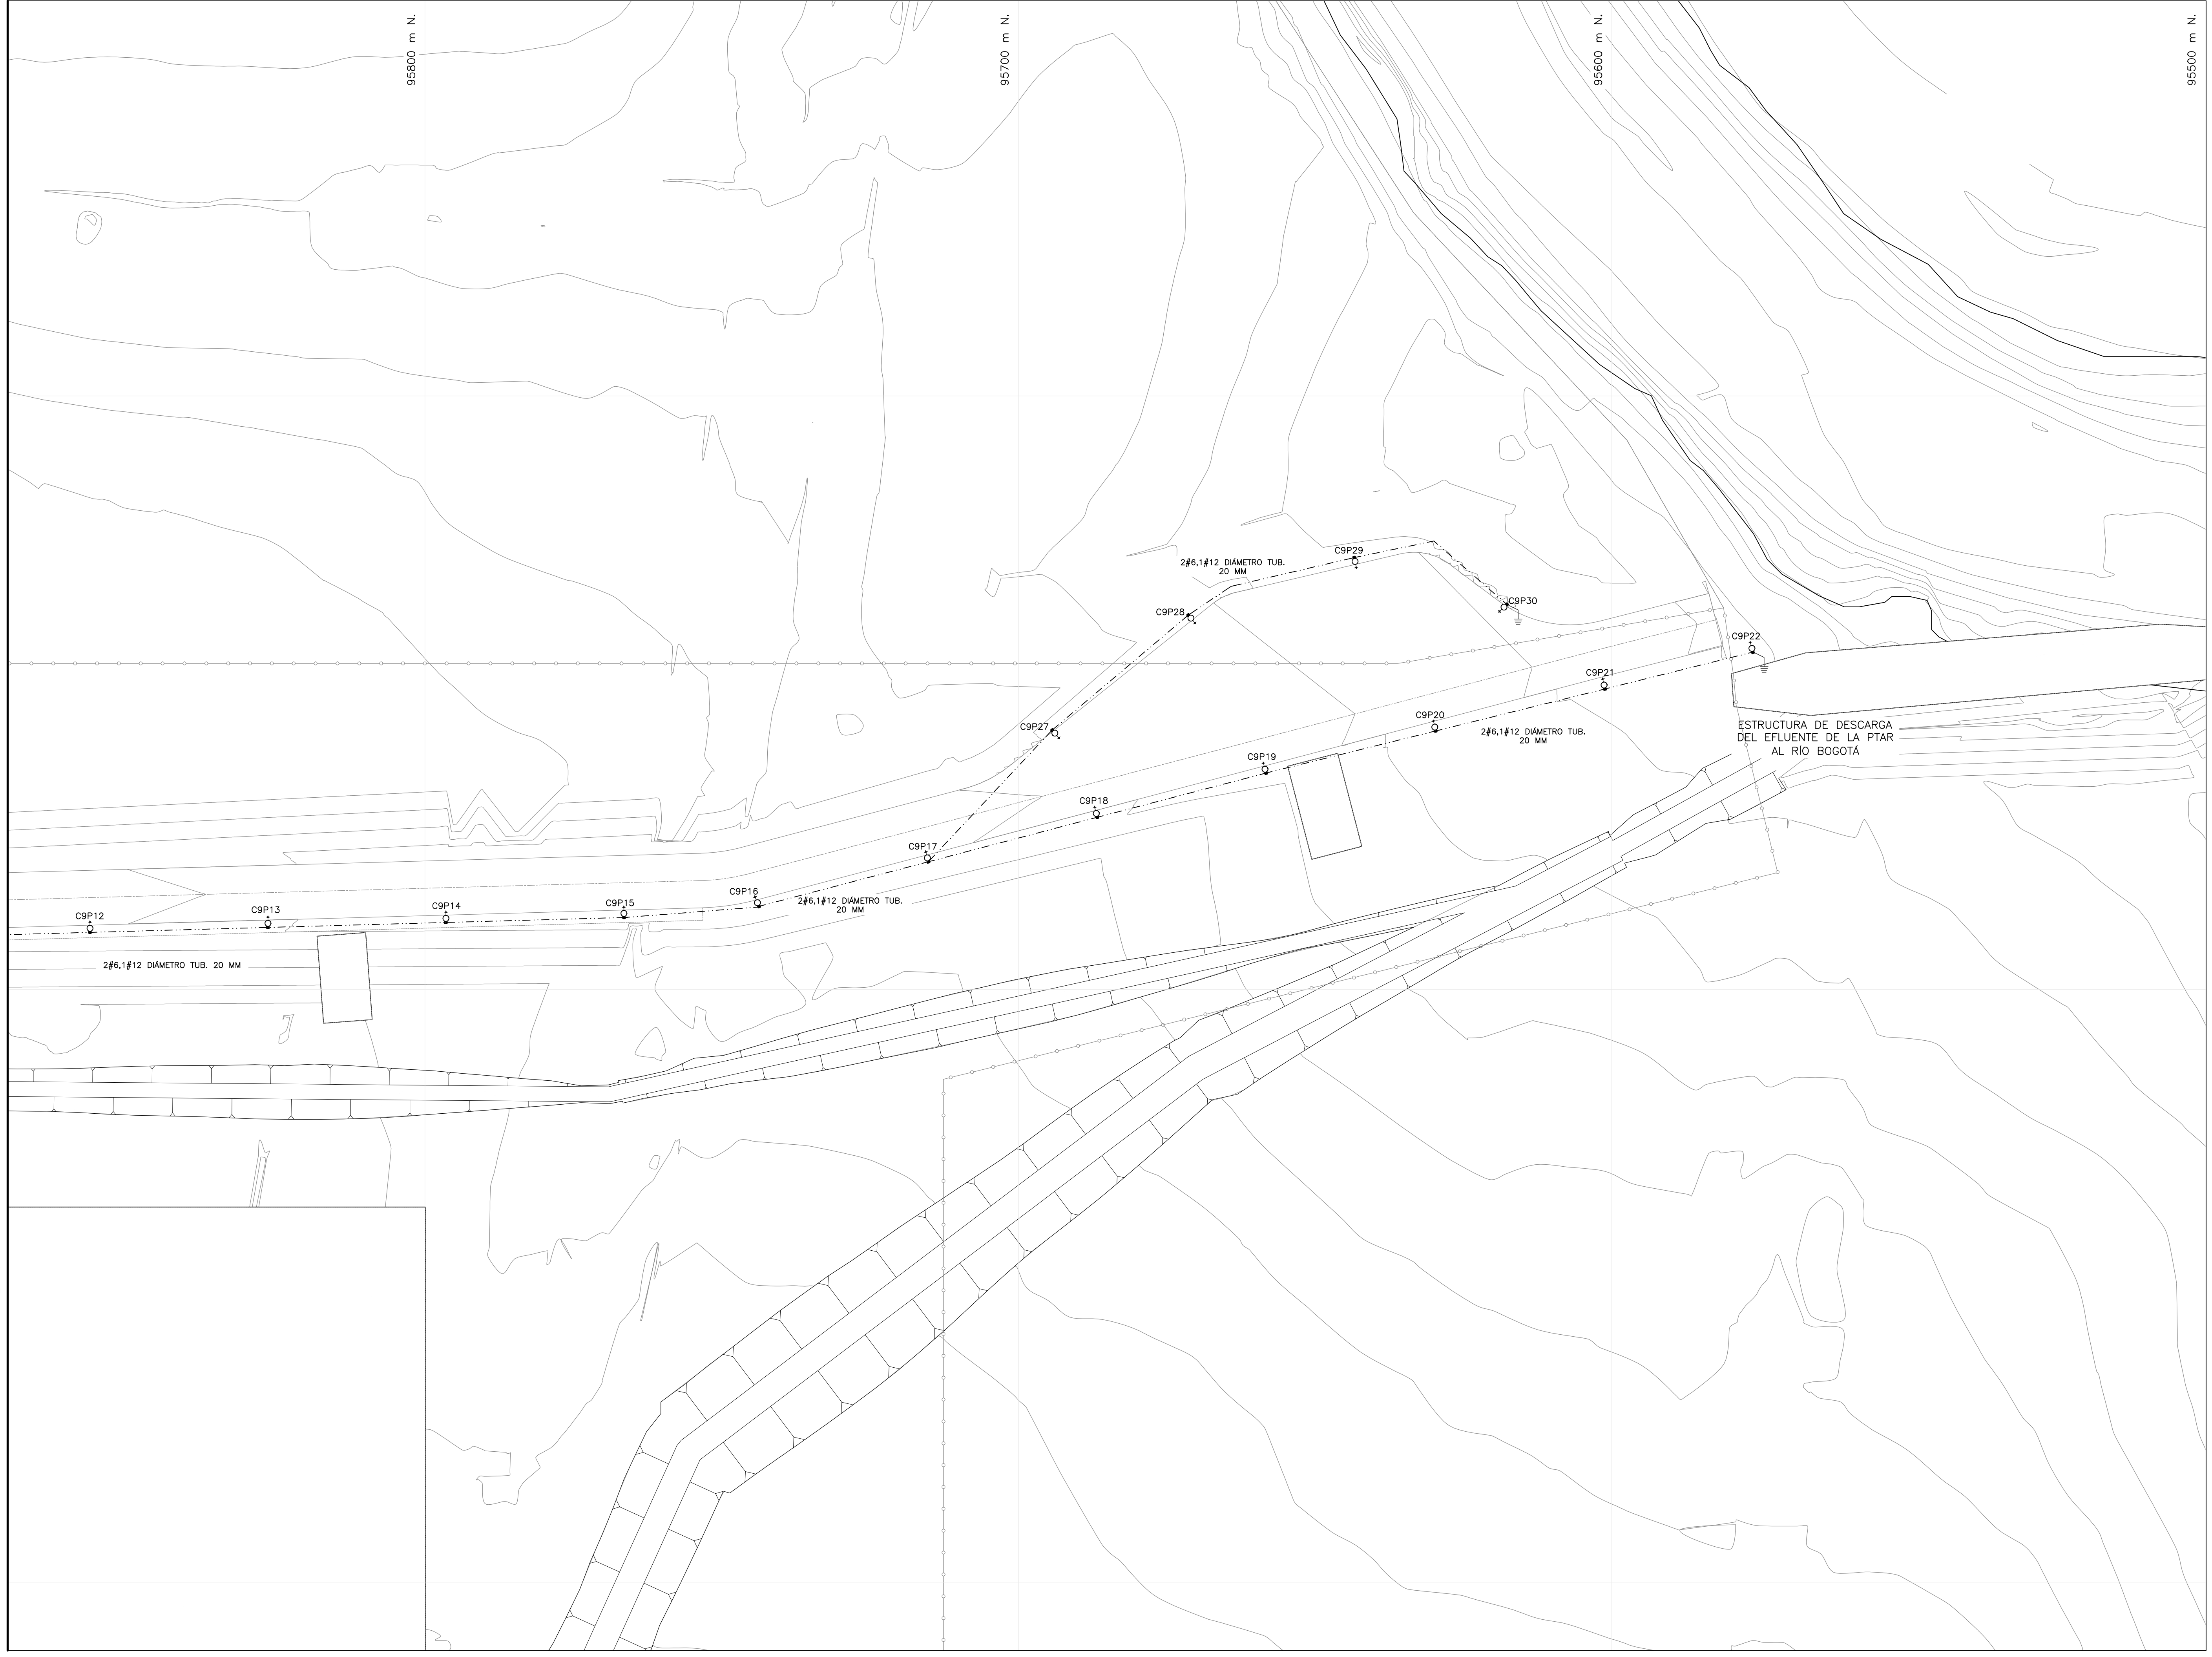 95800 m N.
95700 m N.
95600 m N.
95500 m N.
C9P29
2#6,1#12 DIÁMETRO TUB.
20 MM
C9P30
C9P28
C9P22
C9P21
C9P27
C9P20
2#6,1#12 DIÁMETRO TUB.
20 MM
ESTRUCTURA DE DESCARGA
DEL EFLUENTE DE LA PTAR
AL RÍO BOGOTÁ
C9P19
C9P18
C9P17
C9P16
2#6,1#12 DIÁMETRO TUB.
20 MM
C9P15
C9P14
C9P13
C9P12
2#6,1#12 DIÁMETRO TUB. 20 MM